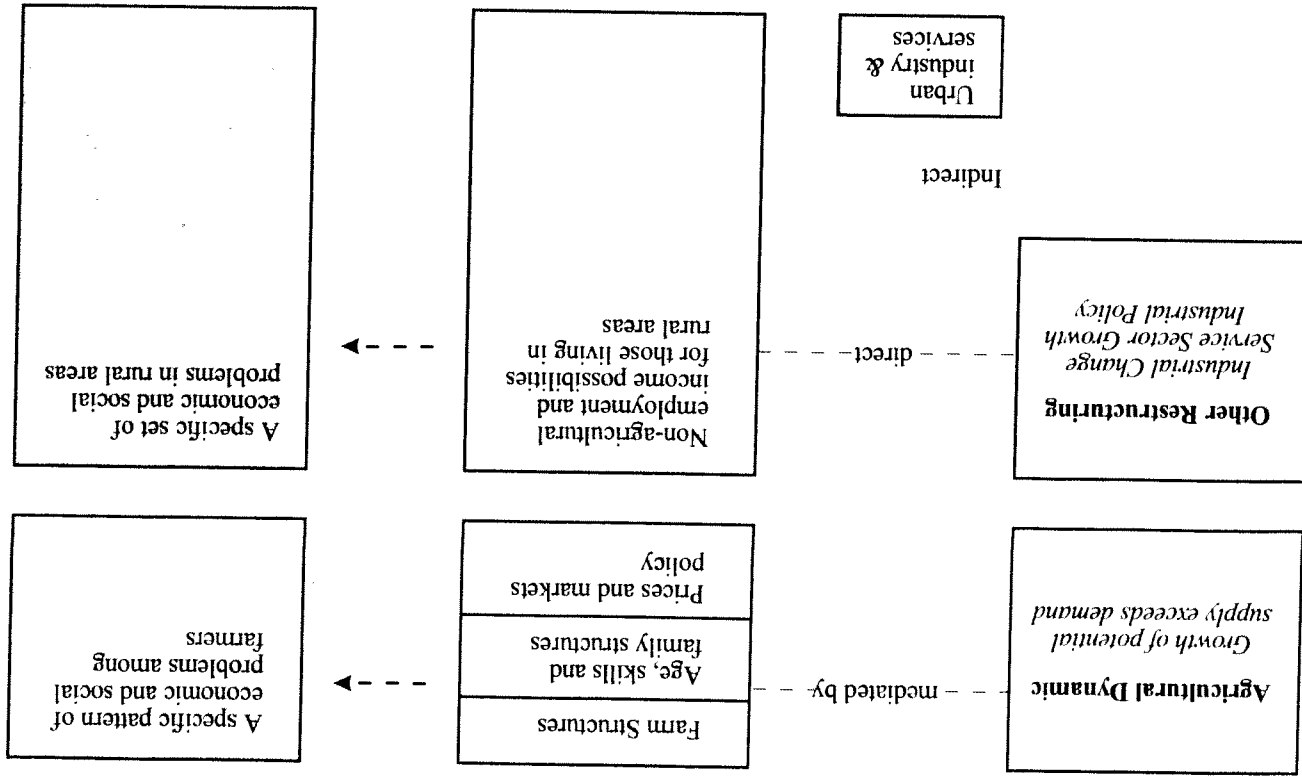 Agricultural Dynamic
Growth of potential
supply exceeds demand
mediated by
Farm Structures
Age, skills and
family structures
Prices and markets
policy
A specific pattern of
economic and social
problems among
farmers
Other Restructuring
Industrial Change
Service Sector Growth
Industrial Policy
direct
Non-agricultural
employment and
income possibilities
for those living in
rural areas
A specific set of
economic and social
problems in rural areas
Indirect
Urban
industry &
services